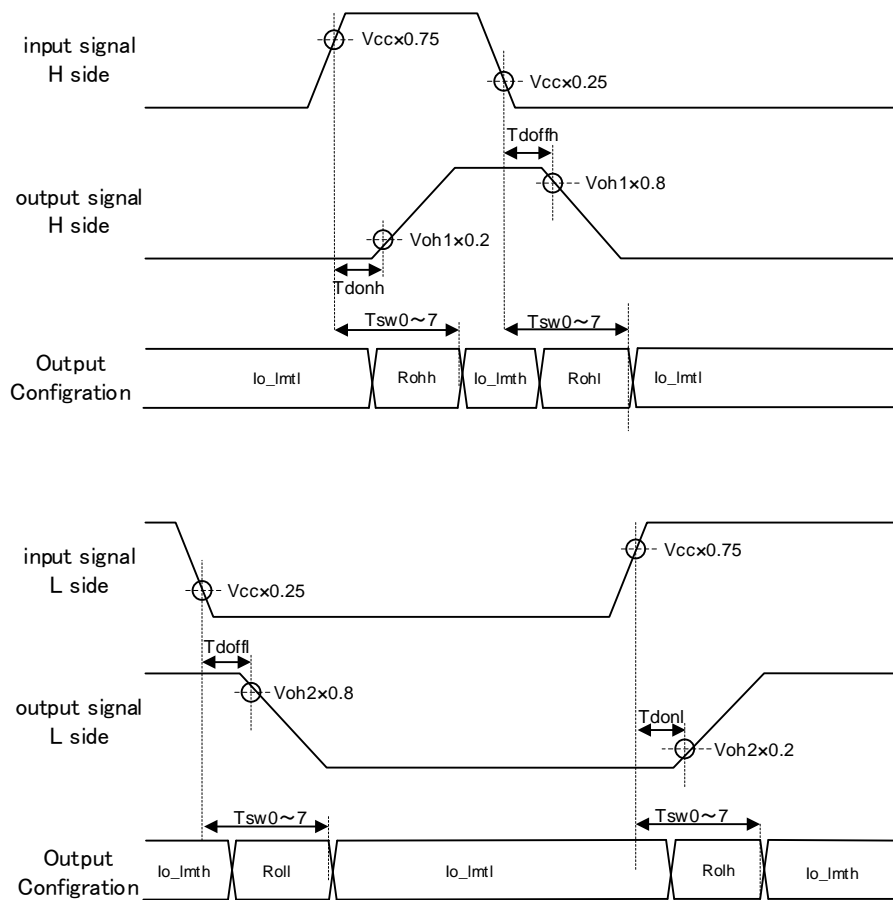 input signal
H side
Vcc×0.75
Vcc×0.25
Tdoffh
output signal
H side
Voh1×0.8
Voh1×0.2
Tdonh
Tsw0～7
Tsw0～7
Output
Configration
Io_lmtl
Rohh
Io_lmth
Rohl
Io_lmtl
input signal
L side
Vcc×0.75
Vcc×0.25
Tdoffl
output signal
L side
Voh2×0.8
Tdonl
Voh2×0.2
Tsw0～7
Tsw0～7
Output
Configration
Io_lmth
Roll
Io_lmtl
Rolh
Io_lmth